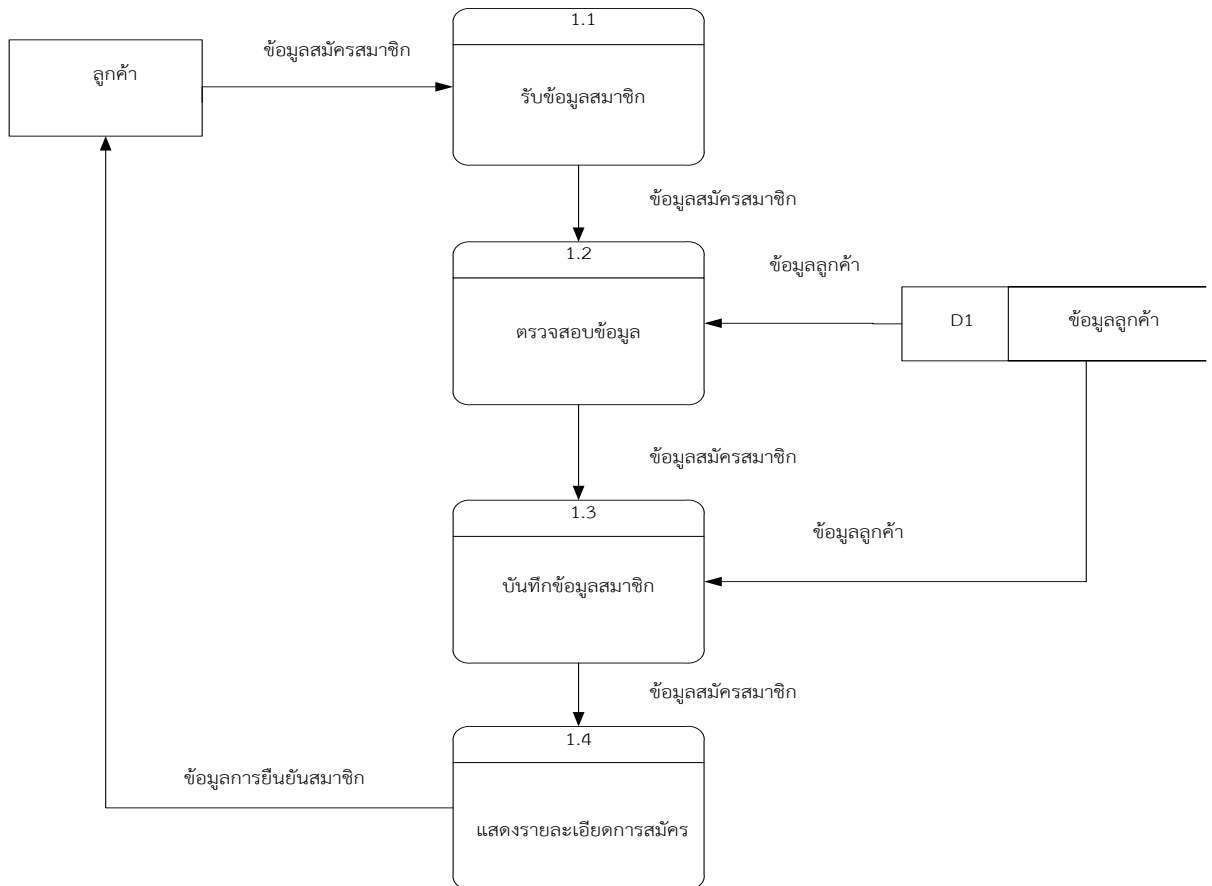 1.1
ข้อมูลสมัครสมาชิก
ลูกค้า
รับข้อมูลสมาชิก
ข้อมูลสมัครสมาชิก
1.2
ข้อมูลลูกค้า
D1
ข้อมูลลูกค้า
ตรวจสอบข้อมูล
ข้อมูลสมัครสมาชิก
1.3
ข้อมูลลูกค้า
บันทึกข้อมูลสมาชิก
ข้อมูลสมัครสมาชิก
1.4
ข้อมูลการยืนยันสมาชิก
แสดงรายละเอียดการสมัคร